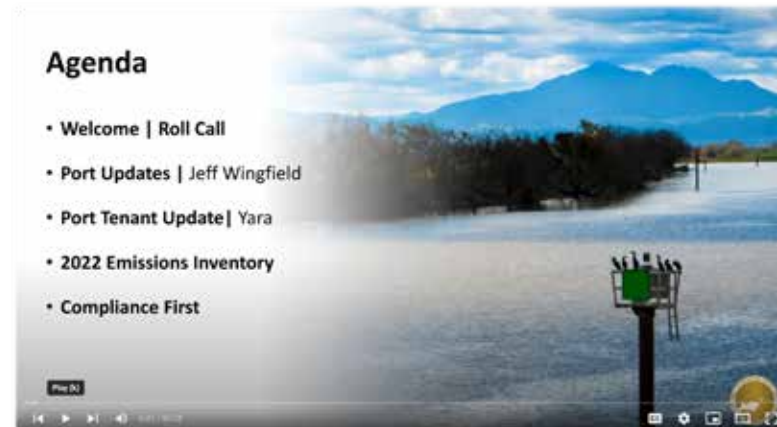 Agenda
• Welcome | Roll Call
• Port Updates | Jeff Wingfield
• Port Tenant Update| Yara
• 2022 Emissions Inventory
• Compliance First
Play (k)